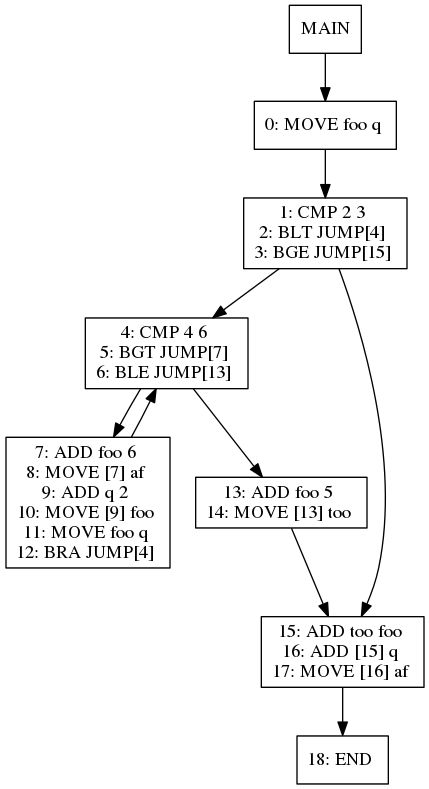 MAIN
0: MOVE foo q
1: CMP 2 3
2: BLT JUMP[4]
3: BGE JUMP[15]
4: CMP 4 6
5: BGT JUMP[7]
6: BLE JUMP[13]
7: ADD foo 6
8: MOVE [7] af
9: ADD q 2
10: MOVE [9] foo
11: MOVE foo q
12: BRA JUMP[4]
13: ADD foo 5
14: MOVE [13] too
15: ADD too foo
16: ADD [15] q
17: MOVE [16] af
18: END